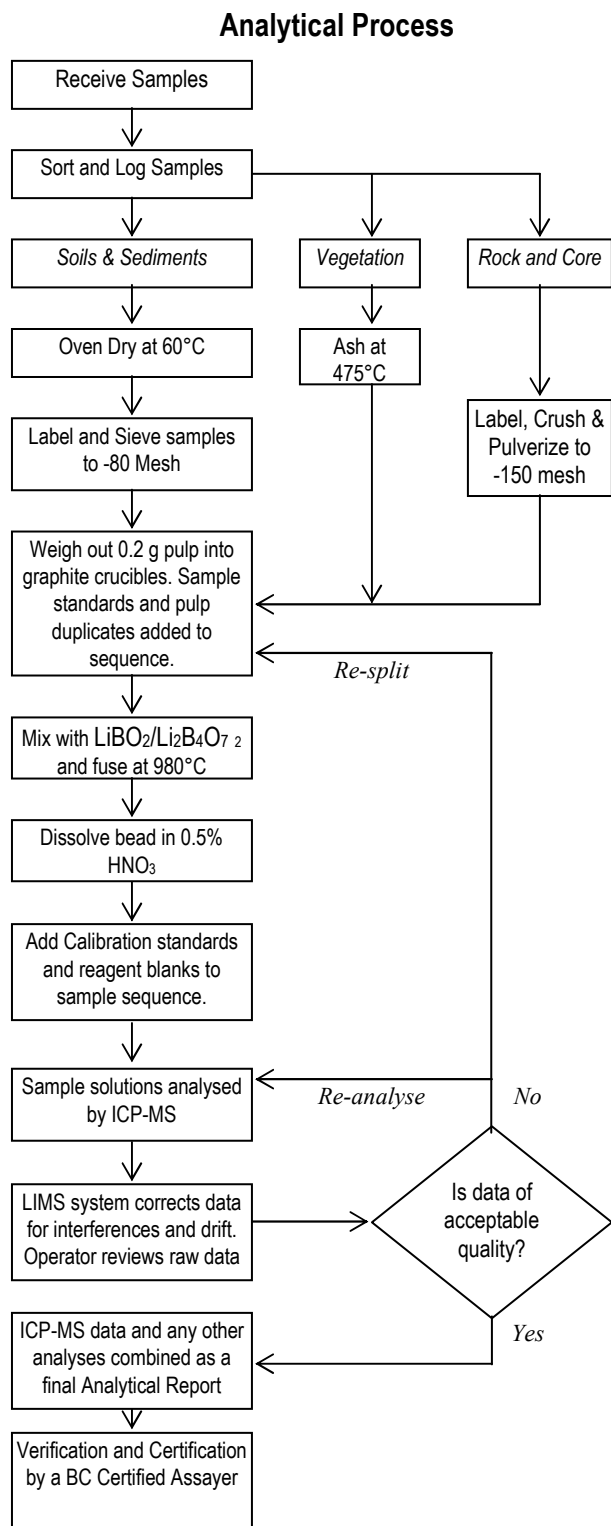 Analytical Process
Receive Samples
Sort and Log Samples
Soils & Sediments
Vegetation
Rock and Core
Oven Dry at 60°C
Ash at
475°C
Label and Sieve samples
to -80 Mesh
Label, Crush &
Pulverize to
-150 mesh
Weigh out 0.2 g pulp into
graphite crucibles. Sample
standards and pulp
duplicates added to
sequence.
Re-split
Mix with LiBO₂/Li₂B₄O₇ ₂
and fuse at 980°C
Dissolve bead in 0.5%
HNO₃
Add Calibration standards
and reagent blanks to
sample sequence.
Sample solutions analysed
by ICP-MS
Re-analyse
No
LIMS system corrects data
for interferences and drift.
Operator reviews raw data
Is data of
acceptable
quality?
Yes
ICP-MS data and any other
analyses combined as a
final Analytical Report
Verification and Certification
by a BC Certified Assayer